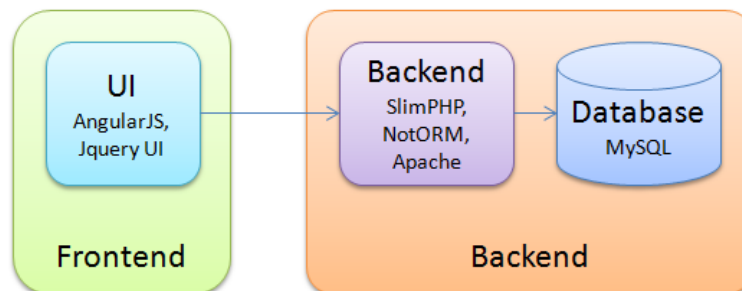 UI
AngularJS,
Jquery UI
Frontend
Backend
SlimPHP,
NotORM,
Apache
Database
MySQL
Backend